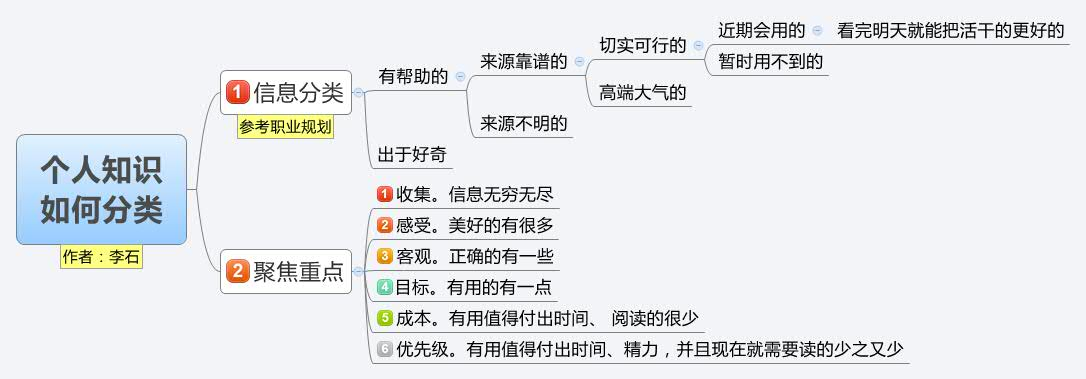 个人知识
如何分类
作者：李石
1 信息分类
参考职业规划
有帮助的
来源靠谱的
切实可行的
近期会用的
看完明天就能把活干的更好的
暂时用不到的
高端大气的
来源不明的
出于好奇
2 聚焦重点
1 收集。信息无穷无尽
2 感受。美好的有很多
3 客观。正确的有一些
4 目标。有用的有一点
5 成本。有用值得付出时间、 阅读的很少
6 优先级。有用值得付出时间、精力，并且现在就需要读的少之又少